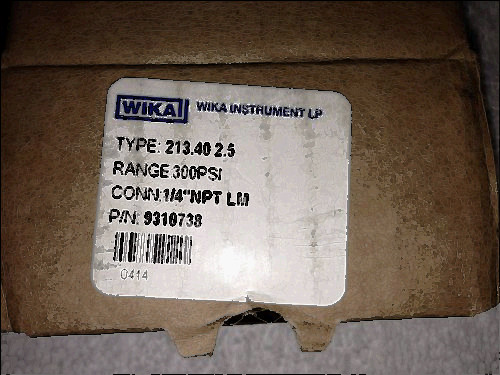 WIKA WIKA INSTRUMENT LP
TYPE: 213.40 2.5
RANGE:300PSI
CONN:1/4"NPT LM
P/N: 9310738
0414